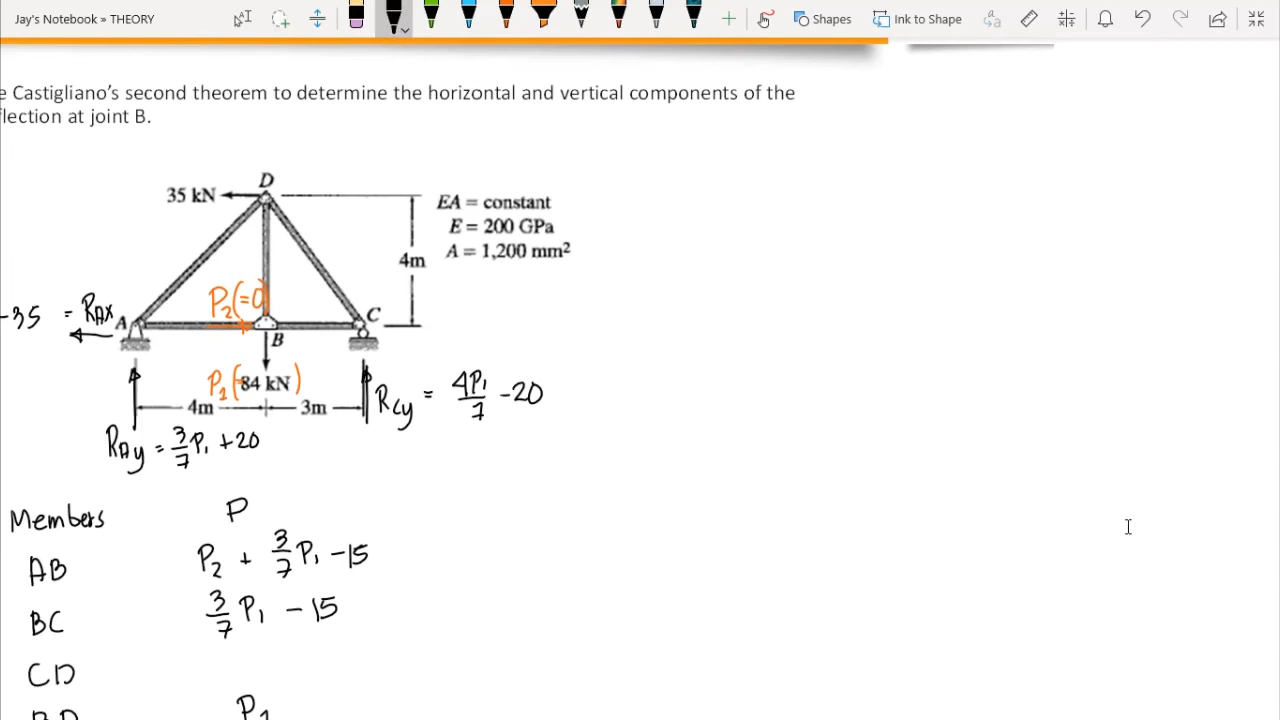 Jay's Notebook » THEORY
Shapes
Ink to Shape
e Castigliano's second theorem to determine the horizontal and vertical components of the
flection at joint B.
D
35 kN
EA = constant
E = 200 GPa
A = 1,200 mm²
4m
P₂(=0)
-35 = RAx
A
C
B
P₁(=84 kN)
4m
3m
RCy = 4P₁/7 -20
RAy = 3/7 P₁ +20
Members P
AB P₂ + 3/7 P₁ -15
BC 3/7 P₁ - 15
CD
BD P₁